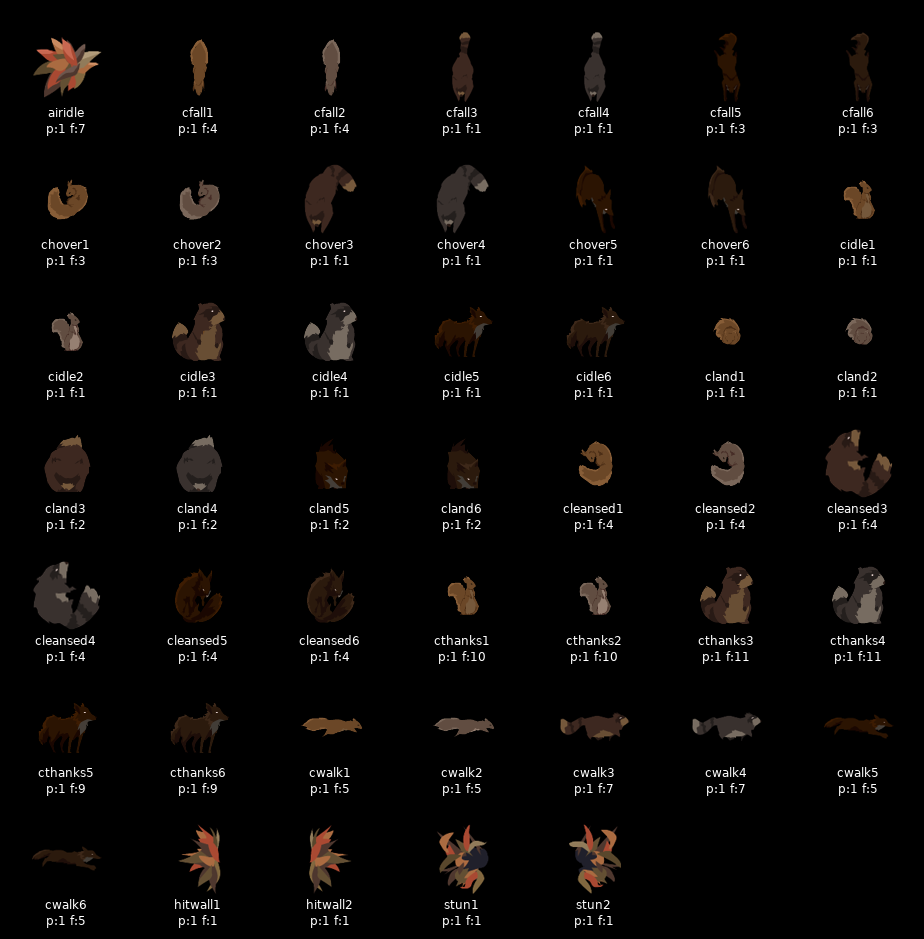 airidle cfall1 cfall2 cfall3 cfall4 cfall5 cfall6
p:1 f:7 p:1 f:4 p:1 f:4 p:1 f:1 p:1 f:1 p:1 f:3 p:1 f:3
chover1 chover2 chover3 chover4 chover5 chover6 cidle1
p:1 f:3 p:1 f:3 p:1 f:1 p:1 f:1 p:1 f:1 p:1 f:1 p:1 f:1
cidle2 cidle3 cidle4 cidle5 cidle6 cland1 cland2
p:1 f:1 p:1 f:1 p:1 f:1 p:1 f:1 p:1 f:1 p:1 f:1 p:1 f:1
cland3 cland4 cland5 cland6 cleansed1 cleansed2 cleansed3
p:1 f:2 p:1 f:2 p:1 f:2 p:1 f:2 p:1 f:4 p:1 f:4 p:1 f:4
cleansed4 cleansed5 cleansed6 cthanks1 cthanks2 cthanks3 cthanks4
p:1 f:4 p:1 f:4 p:1 f:4 p:1 f:10 p:1 f:10 p:1 f:11 p:1 f:11
cthanks5 cthanks6 cwalk1 cwalk2 cwalk3 cwalk4 cwalk5
p:1 f:9 p:1 f:9 p:1 f:5 p:1 f:5 p:1 f:7 p:1 f:7 p:1 f:5
cwalk6 hitwall1 hitwall2 stun1 stun2
p:1 f:5 p:1 f:1 p:1 f:1 p:1 f:1 p:1 f:1